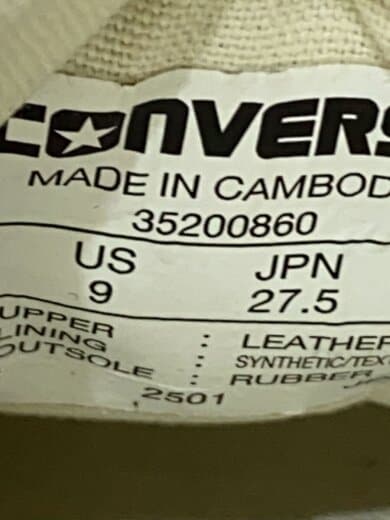 CONVERS
MADE IN CAMBOD
35200860
US JPN
9 27.5
UPPER : LEATHER
LINING : SYNTHETIC/TEX
OUTSOLE : RUBBER
2501